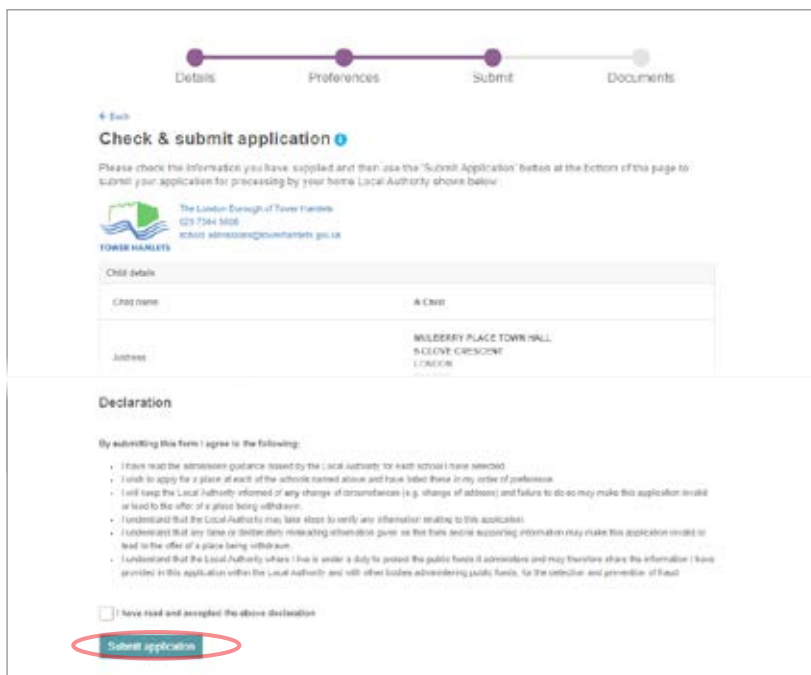 Details Preferences Submit Documents
Back
Check & submit application
Please check the information you have supplied and then use the 'Submit Application' button at the bottom of the page to
submit your application for processing by your home Local Authority shown below
The London Borough of Tower Hamlets
020 7364 5006
school.admissions@towerhamlets.gov.uk
TOWER HAMLETS
Child details
Child name A Child
Address MULBERRY PLACE TOWN HALL
5 CLOVE CRESCENT
LONDON
Declaration
By submitting this form I agree to the following:
I have read the admission guidance issued by the Local Authority for each school I have selected.
I wish to apply for a place at each of the schools named above and have listed these in my order of preference.
I will keep the Local Authority informed of any change of circumstances (e.g. change of address) and failure to do so may make this application invalid
or lead to the offer of a place being withdrawn.
I understand that the Local Authority may take steps to verify any information relating to this application.
I understand that any false or deliberately misleading information given on this form and/or supporting information may make this application invalid or
lead to the offer of a place being withdrawn.
I understand that the Local Authority where I live is under a duty to protect the public funds it administers and may therefore share the information I have
provided in this application within the Local Authority and with other bodies administering public funds, for the detection and prevention of fraud
I have read and accepted the above declaration
Submit application